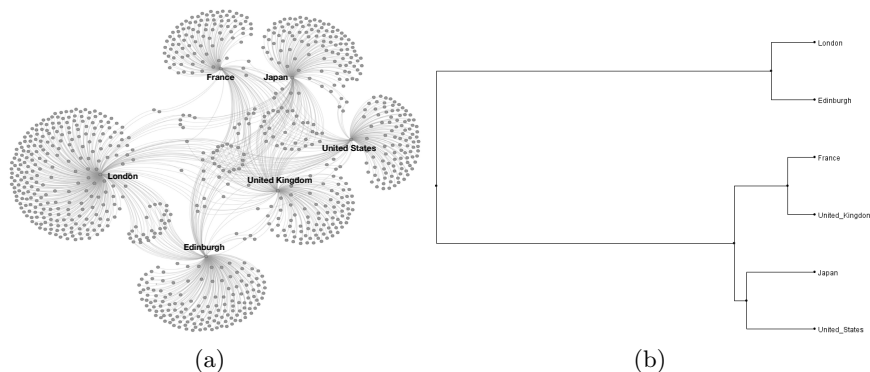 France
Japan
United States
London
United Kingdom
Edinburgh
(a)
London
Edinburgh
France
United_Kingdon
Japan
United_States
(b)